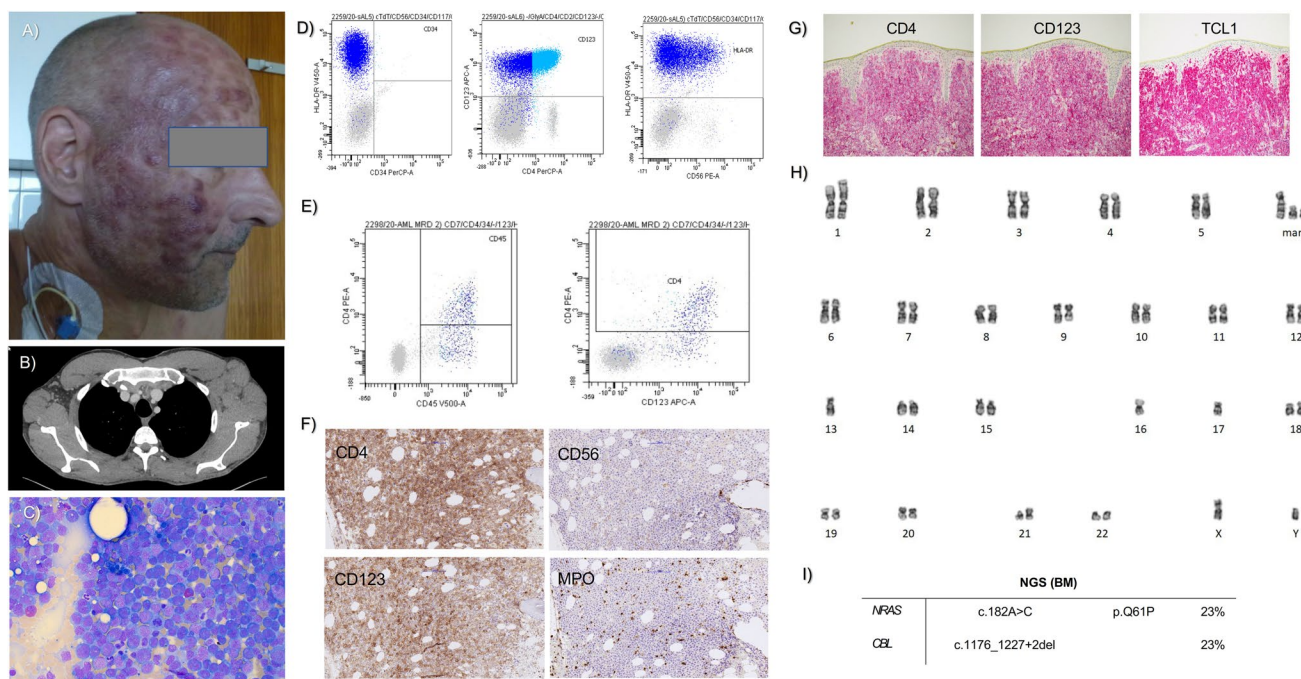 A)
B)
C)
D)
2259/20-sAL5) cTdT/CD56/CD34/CD117/
CD34
HLA-DR V450-A
CD34 PerCP-A
2259/20-sAL6) -/GlyA/CD4/CD2/CD123/-/
CD123
CD123 APC-A
CD4 PerCP-A
2259/20-sAL5) cTdT/CD56/CD34/CD117/
HLA-DR
HLA-DR V450-A
CD56 PE-A
E)
2298/20-AML MRD 2) CD7/CD4/34/-/123/
CD45
CD4 PE-A
CD45 V500-A
2298/20-AML MRD 2) CD7/CD4/34/-/123/
CD4
CD4 PE-A
CD123 APC-A
F)
CD4
CD56
CD123
MPO
G)
CD4
CD123
TCL1
H)
1 2 3 4 5 mar
6 7 8 9 10 11 12
13 14 15 16 17 18
19 20 21 22 X Y
I)
NGS (BM)
NRAS c.182A>C p.Q61P 23%
CBL c.1176_1227+2del 23%